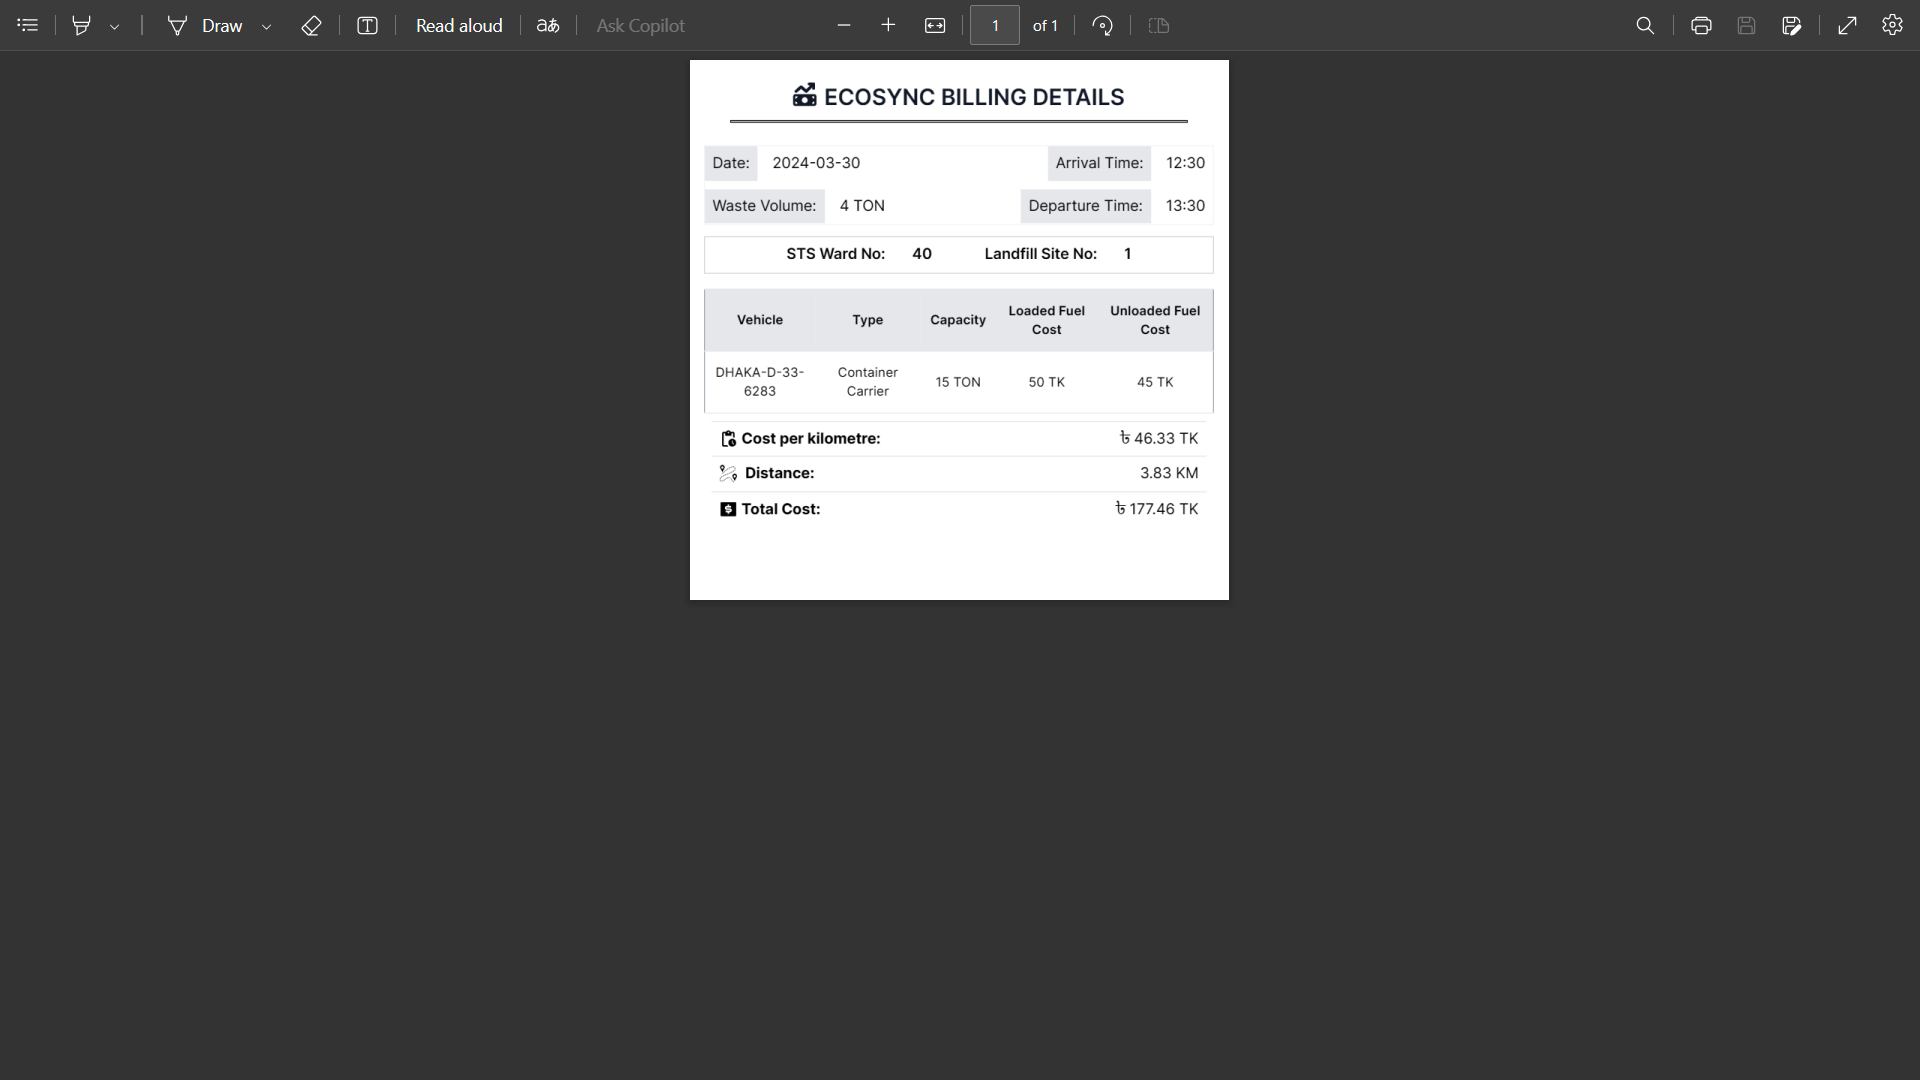 Draw
Read aloud
aあ
Ask Copilot
1 of 1
ECOSYNC BILLING DETAILS
Date: 2024-03-30 Arrival Time: 12:30
Waste Volume: 4 TON Departure Time: 13:30
STS Ward No: 40 Landfill Site No: 1
Vehicle Type Capacity Loaded Fuel Cost Unloaded Fuel Cost
DHAKA-D-33-6283 Container Carrier 15 TON 50 TK 45 TK
Cost per kilometre: ৳ 46.33 TK
Distance: 3.83 KM
Total Cost: ৳ 177.46 TK